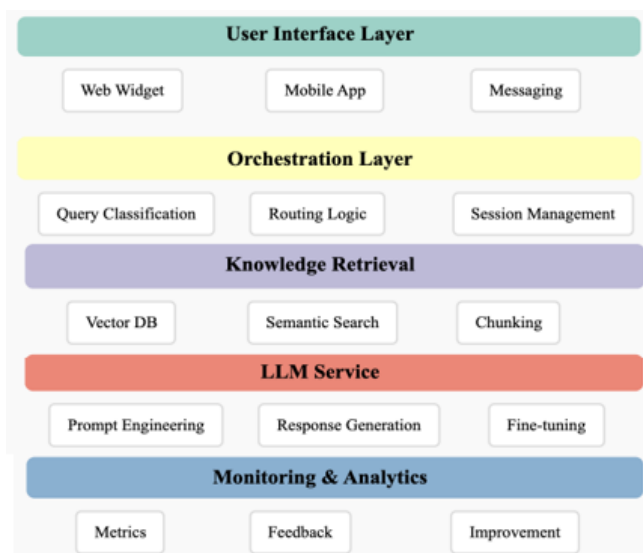 User Interface Layer
Web Widget Mobile App Messaging
Orchestration Layer
Query Classification Routing Logic Session Management
Knowledge Retrieval
Vector DB Semantic Search Chunking
LLM Service
Prompt Engineering Response Generation Fine-tuning
Monitoring & Analytics
Metrics Feedback Improvement